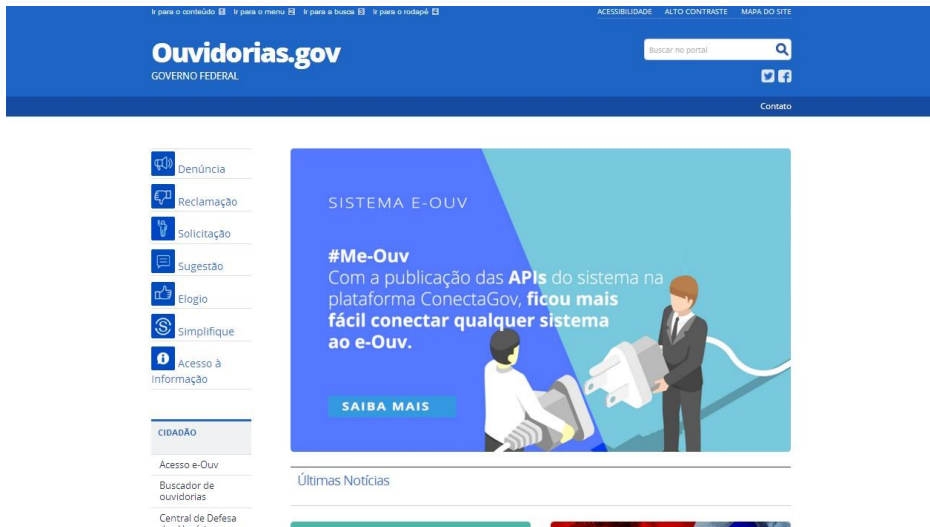 Ir para o conteúdo 1 Ir para o menu 2 Ir para a busca 3 Ir para o rodapé 4
ACESSIBILIDADE ALTO CONTRASTE MAPA DO SITE
Ouvidorias.gov
GOVERNO FEDERAL
Buscar no portal
Contato
Denúncia
Reclamação
Solicitação
Sugestão
Elogio
Simplifique
Acesso à
Informação
CIDADÃO
Acesso e-Ouv
Buscador de
ouvidorias
Central de Defesa
SISTEMA E-OUV
#Me-Ouv
Com a publicação das APIs do sistema na
plataforma ConectaGov, ficou mais
fácil conectar qualquer sistema
ao e-Ouv.
SAIBA MAIS
Últimas Notícias